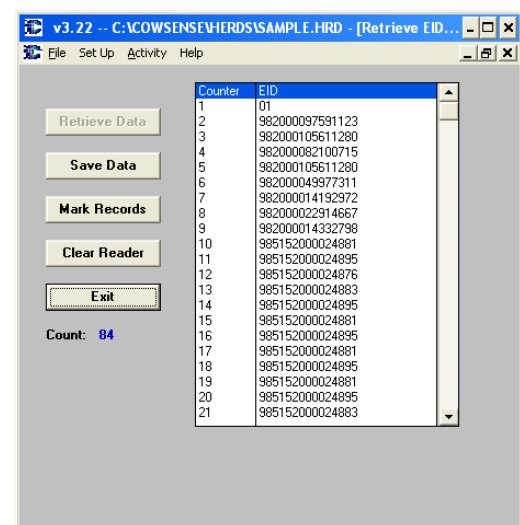 v3.22 -- C:\COWSENSE\HERDS\SAMPLE.HRD - [Retrieve EID...
File Set Up Activity Help
Retrieve Data
Save Data
Mark Records
Clear Reader
Exit
Count: 84
Counter EID
1 01
2 982000097591123
3 982000105611280
4 982000082100715
5 982000105611280
6 982000049977311
7 982000014192972
8 982000022914667
9 982000014332798
10 985152000024881
11 985152000024895
12 985152000024876
13 985152000024883
14 985152000024895
15 985152000024881
16 985152000024895
17 985152000024881
18 985152000024895
19 985152000024881
20 985152000024895
21 985152000024883